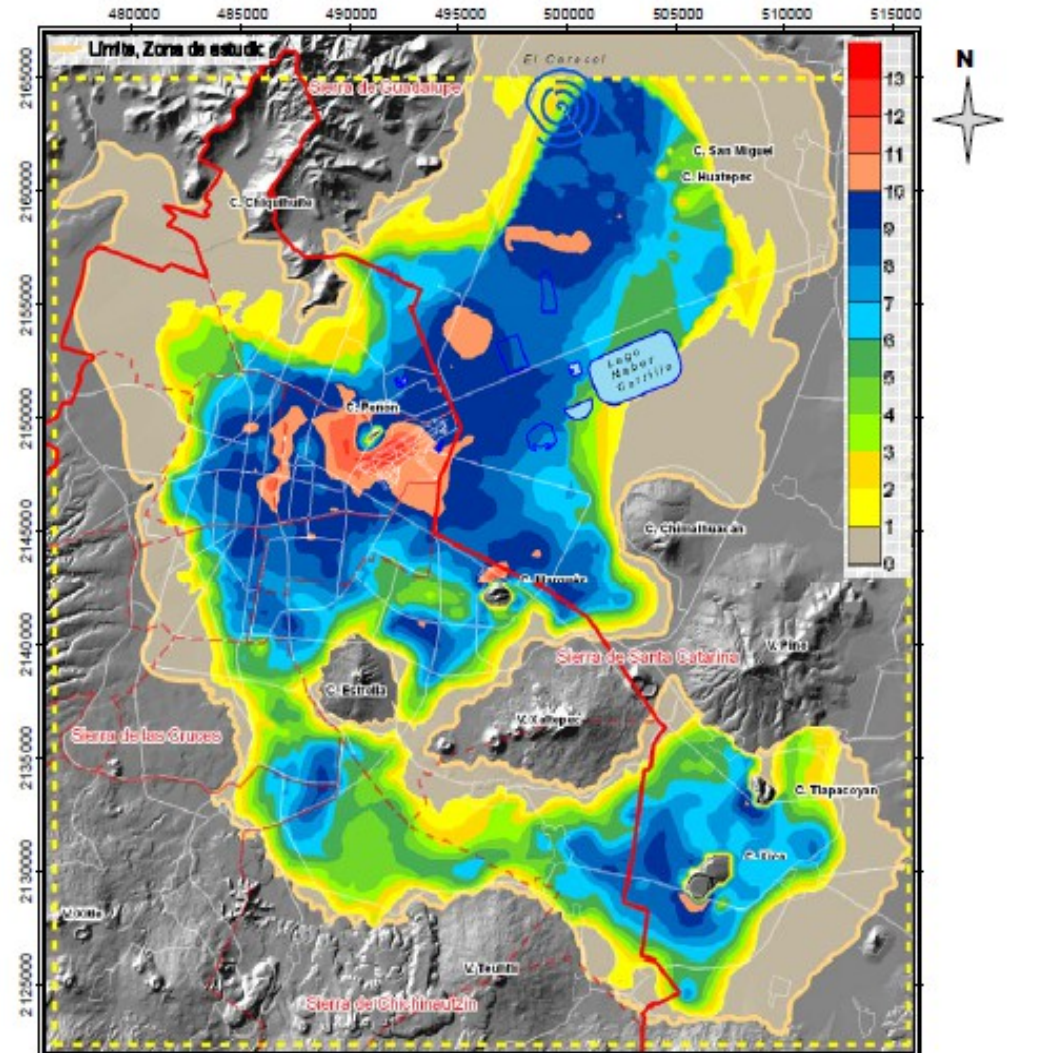 480000 485000 490000 495000 500000 505000 510000 515000
Límite, Zona de estudio
El Caracol
N
2165000
Sierra de Guadalupe
13
12
11
10
9
8
7
6
5
4
3
2
1
0
C. San Miguel
C. Huatepec
2160000
C. Chiquihuite
2155000
Lago
Nabor
Carrillo
C. Peñón
2150000
2145000
C. Chimalhuacán
2140000
V. Pino
Sierra de Santa Catarina
C. Estrella
V. Xaltepec
Sierra de las Cruces
2135000
C. Tlapacoyan
C. Xico
2130000
V. Xitle
V. Teuhtli
2125000
Sierra de Chichinautzin